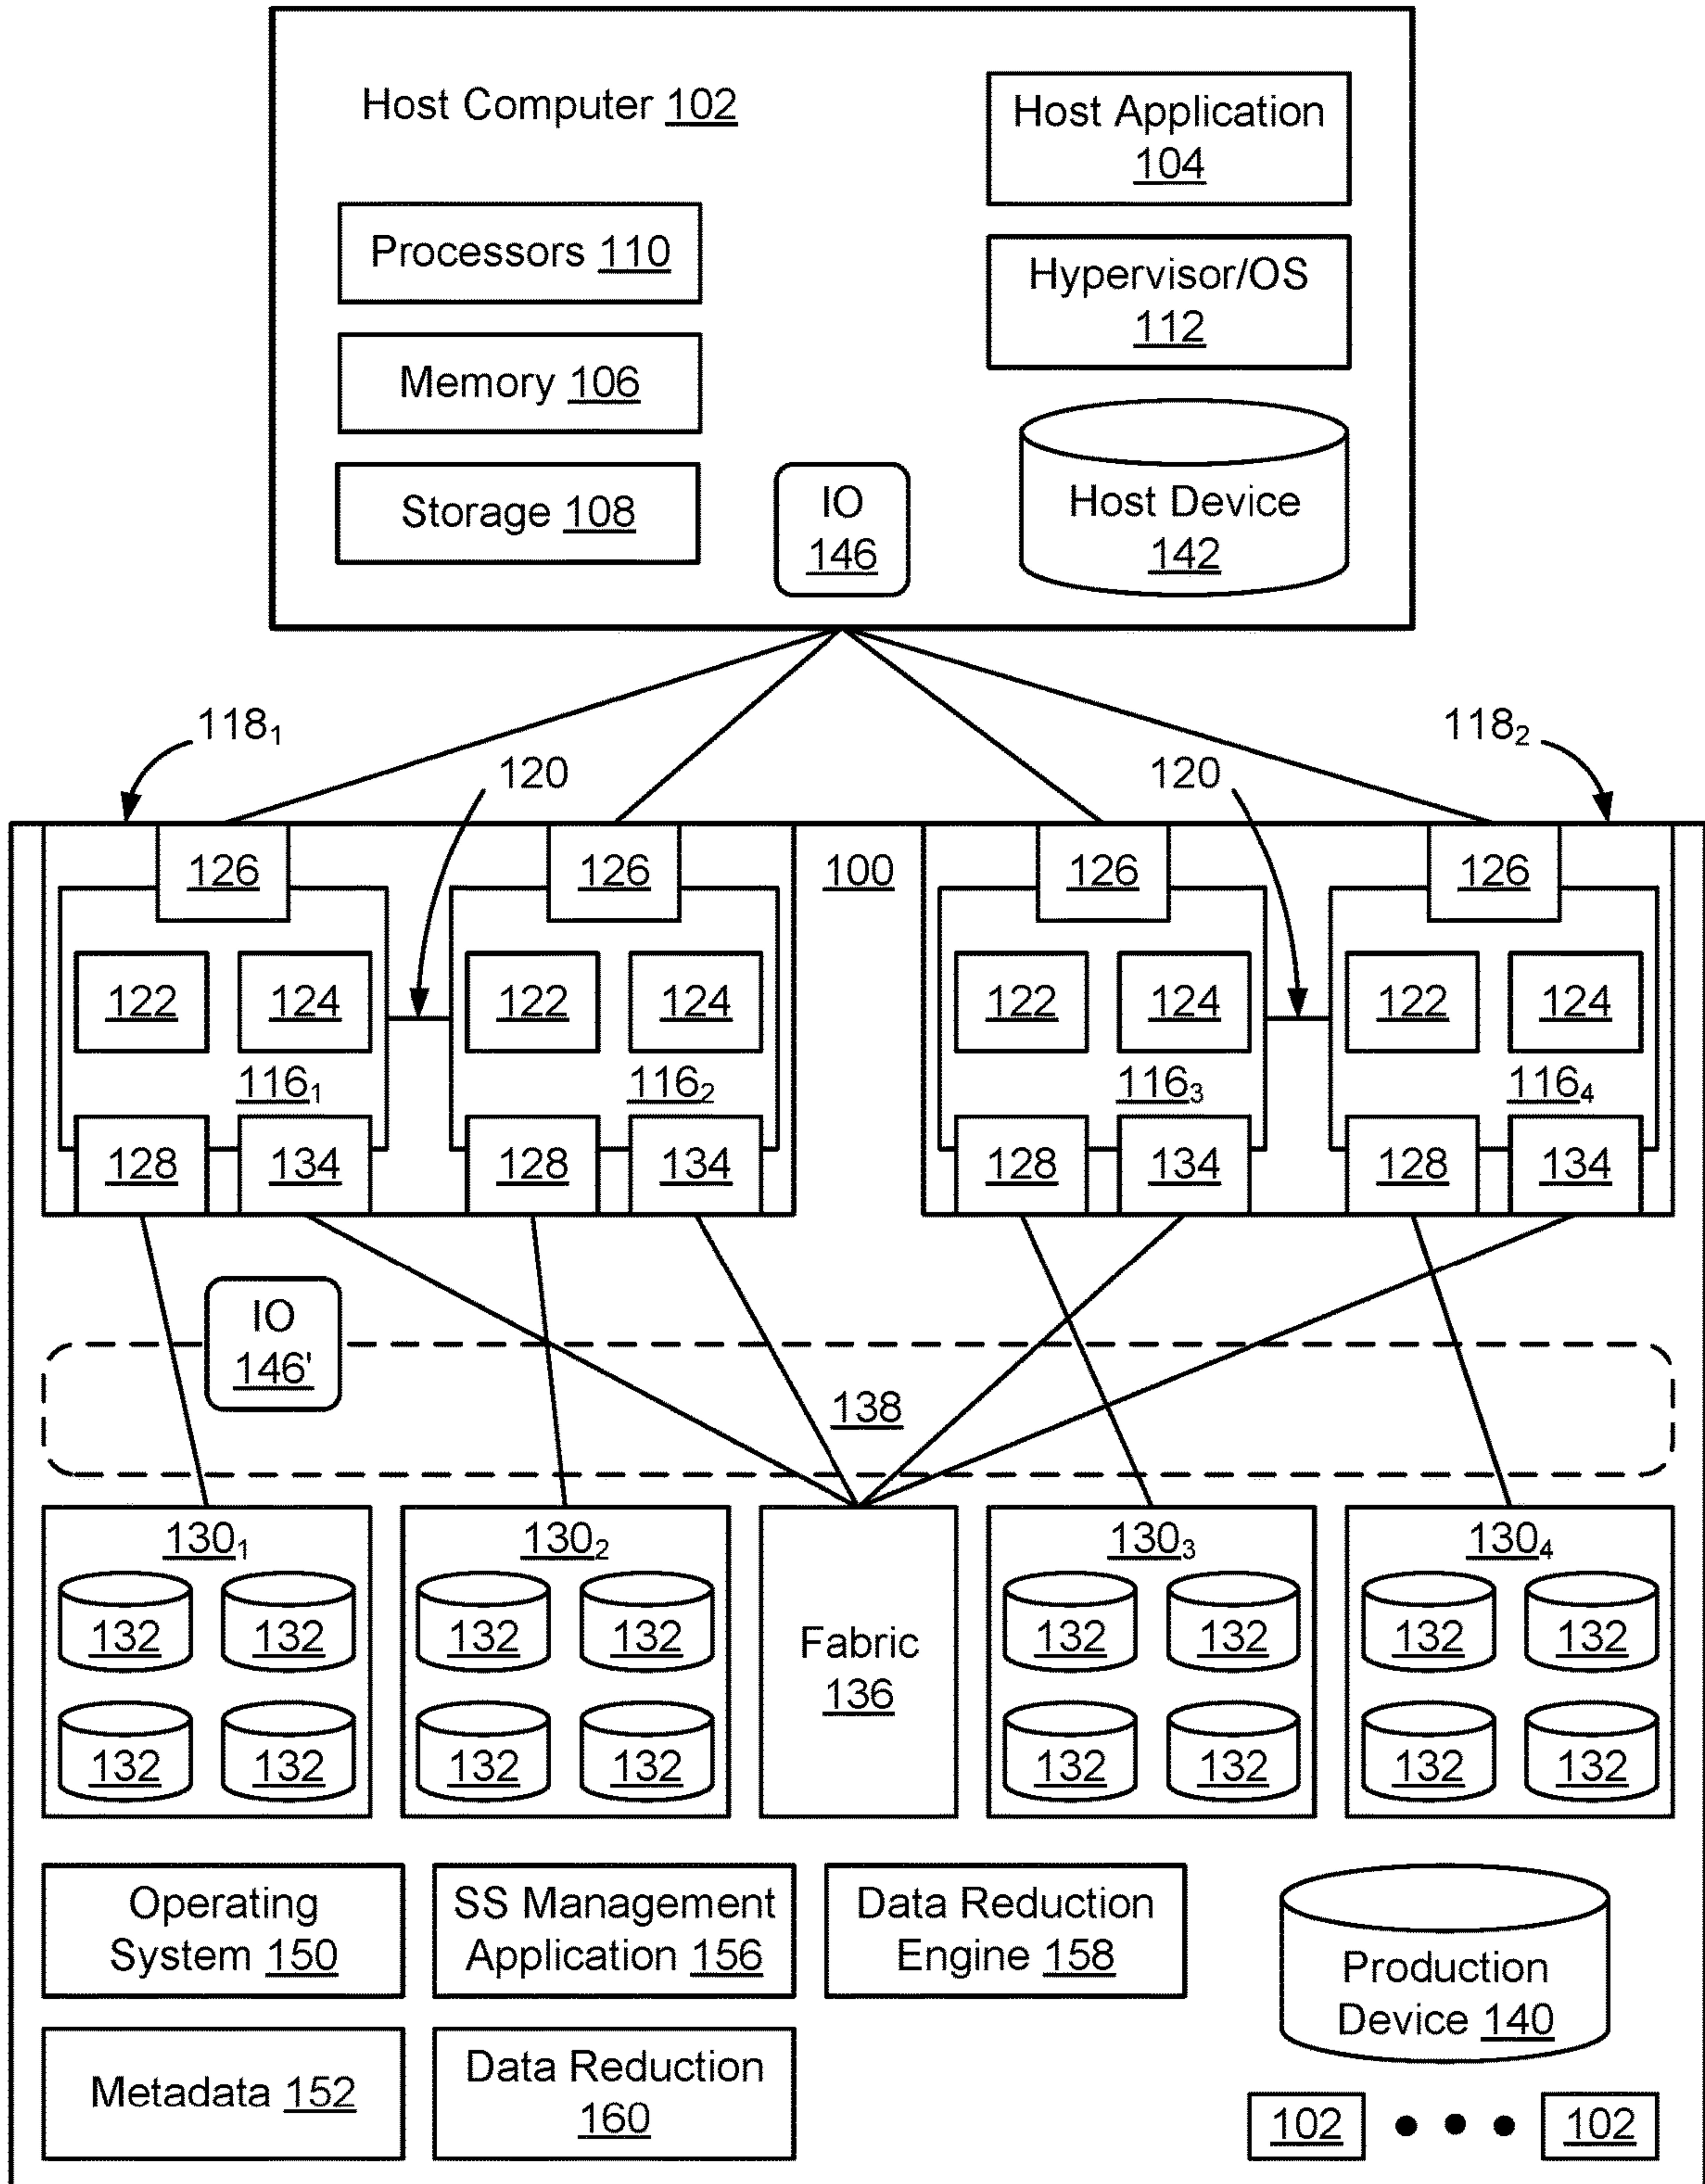 Host Computer 102
Host Application
104
Processors 110
Hypervisor/OS
112
Memory 106
Storage 108
IO
146
Host Device
142
118₁
118₂
120
120
126
126
100
126
126
122
124
122
124
122
124
122
124
116₁
116₂
116₃
116₄
128
134
128
134
128
134
128
134
IO
146'
138
130₁
130₂
130₃
130₄
132
132
132
132
132
132
132
132
Fabric
136
132
132
132
132
132
132
132
132
Operating
System 150
SS Management
Application 156
Data Reduction
Engine 158
Production
Device 140
Metadata 152
Data Reduction
160
102
102